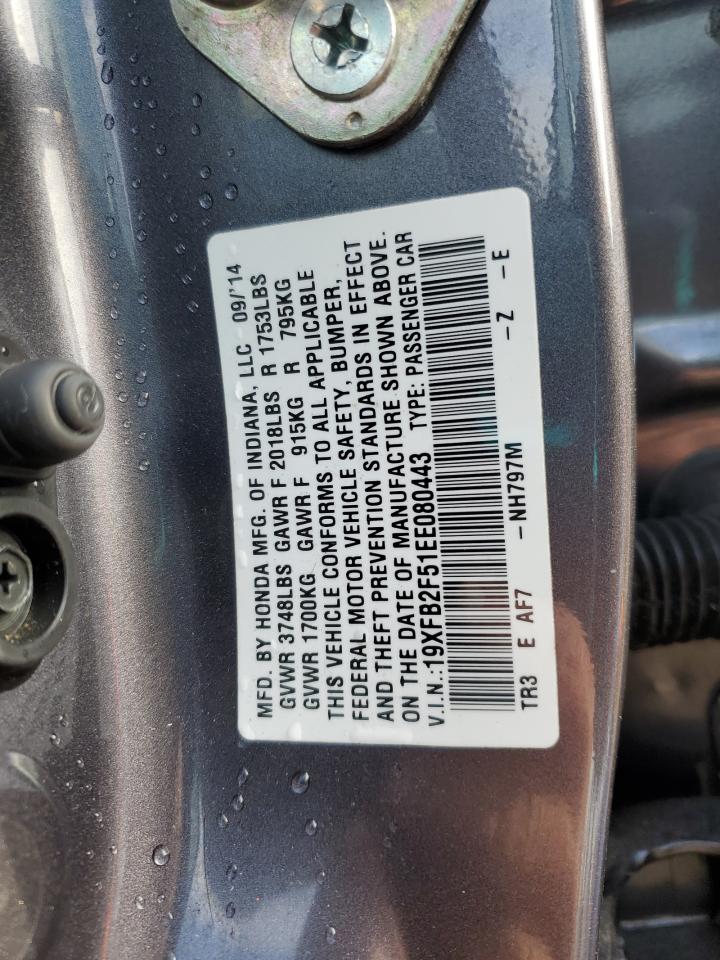 MFD. BY HONDA MFG. OF INDIANA, LLC 09/'14
GVWR 3748LBS GAWR F 2018LBS R 1753LBS
GVWR 1700KG GAWR F 915KG R 795KG
THIS VEHICLE CONFORMS TO ALL APPLICABLE
FEDERAL MOTOR VEHICLE SAFETY, BUMPER,
AND THEFT PREVENTION STANDARDS IN EFFECT
ON THE DATE OF MANUFACTURE SHOWN ABOVE.
V.I.N.:19XFB2F51EE080443 TYPE: PASSENGER CAR
TR3 E AF7 -NH797M -Z -E